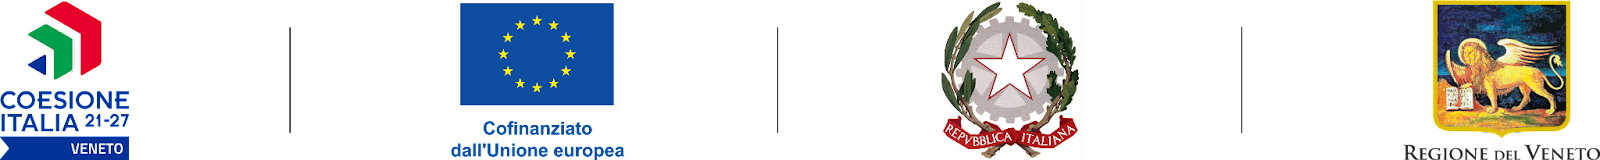 COESIONE
ITALIA 21-27
VENETO
Cofinanziato
dall'Unione europea
REPVBBLICA ITALIANA
REGIONE DEL VENETO